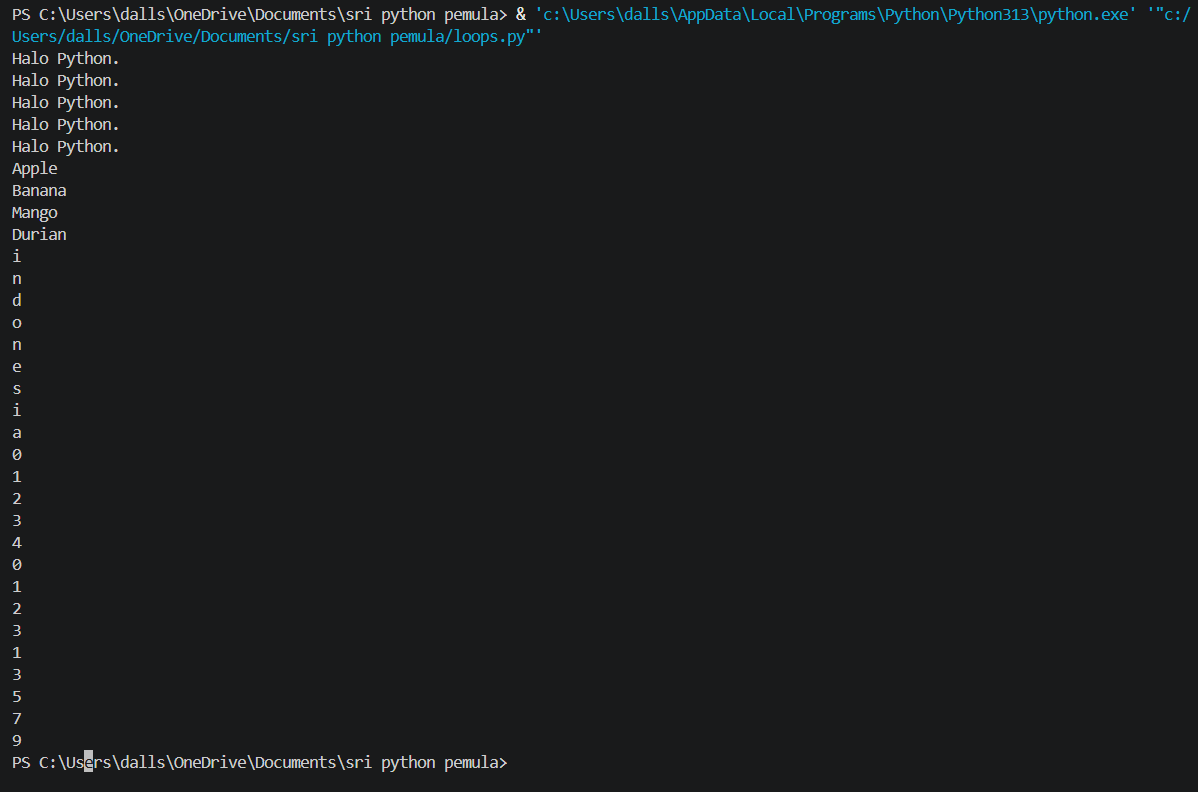 PS C:\Users\dalls\OneDrive\Documents\sri python pemula> & 'c:\Users\dalls\AppData\Local\Programs\Python\Python313\python.exe' '"c:/
Users/dalls/OneDrive/Documents/sri python pemula/loops.py"'
Halo Python.
Halo Python.
Halo Python.
Halo Python.
Halo Python.
Apple
Banana
Mango
Durian
i
n
d
o
n
e
s
i
a
0
1
2
3
4
0
1
2
3
1
3
5
7
9
PS C:\Users\dalls\OneDrive\Documents\sri python pemula>